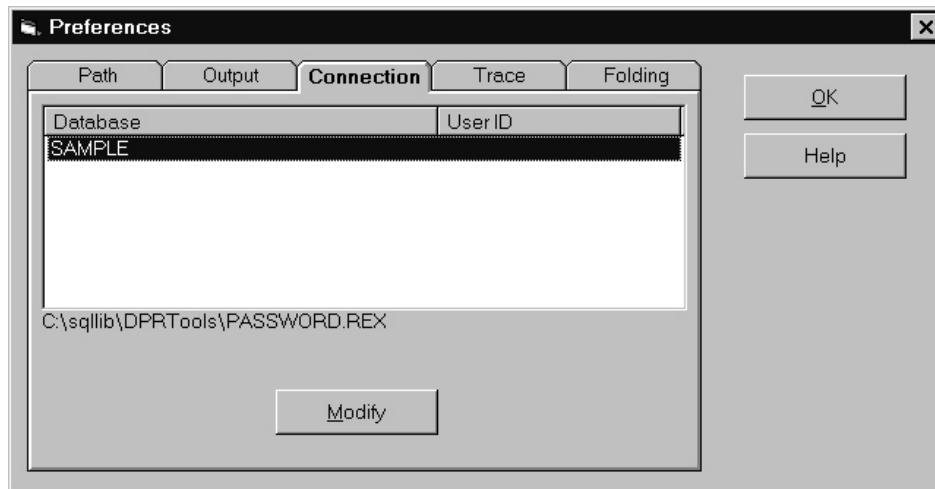 Preferences
Path Output Connection Trace Folding
OK
Database User ID
SAMPLE
Help
C:\sqllib\DPRTools\PASSWORD.REX
Modify